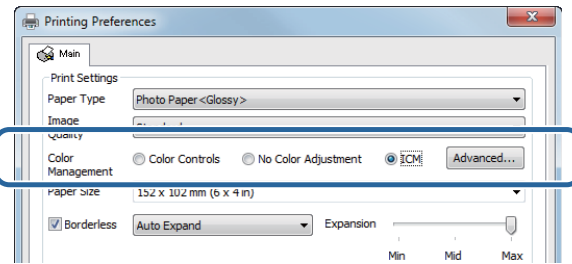 Printing Preferences
Main
Print Settings
Paper Type Photo Paper<Glossy>
Image
Quality
Color
Management Color Controls No Color Adjustment ICM Advanced...
Paper Size 152 x 102 mm (6 x 4 in)
Borderless Auto Expand Expansion
Min Mid Max